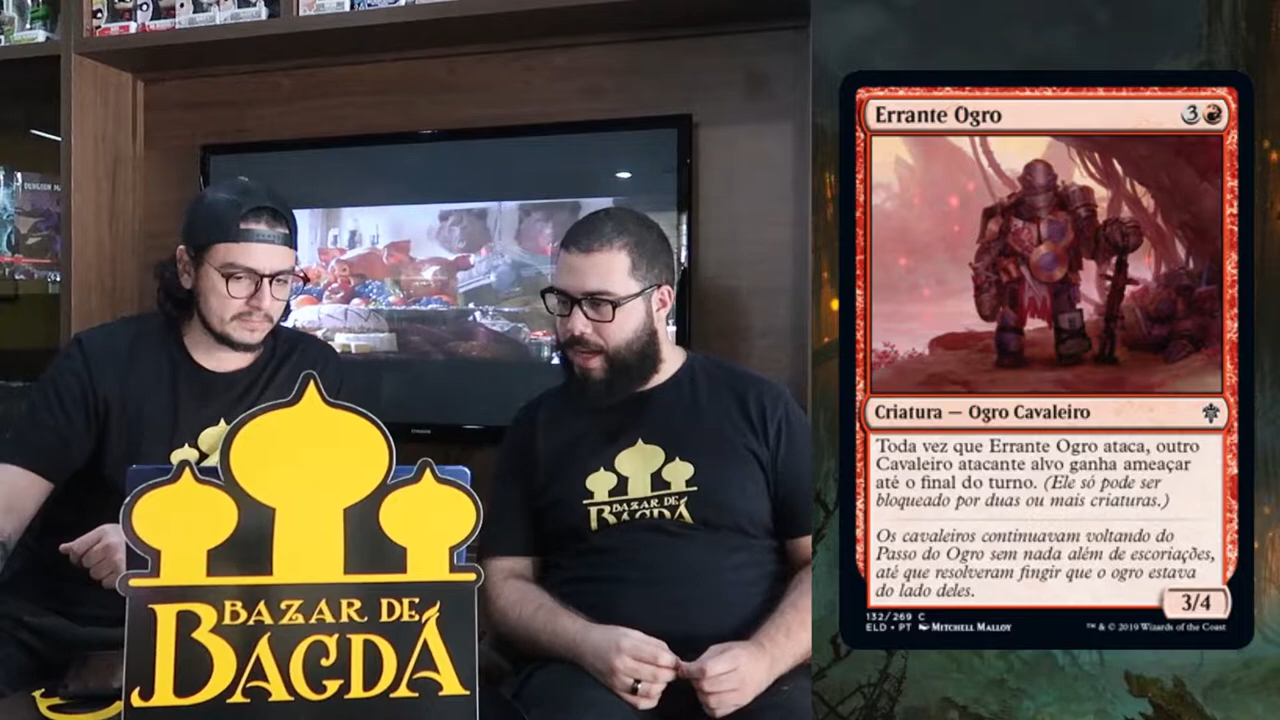 DUNGEON
BAZAR DE
BAGDÁ
BAZAR DE
BAGDÁ
Errante Ogro 3
Criatura — Ogro Cavaleiro
Toda vez que Errante Ogro ataca, outro
Cavaleiro atacante alvo ganha ameaçar
até o final do turno. (Ele só pode ser
bloqueado por duas ou mais criaturas.)
Os cavaleiros continuavam voltando do
Passo do Ogro sem nada além de escoriações,
até que resolveram fingir que o ogro estava
do lado deles.
3/4
132/269 C
ELD • PT MITCHELL MALLOY
™ & © 2019 Wizards of the Coast